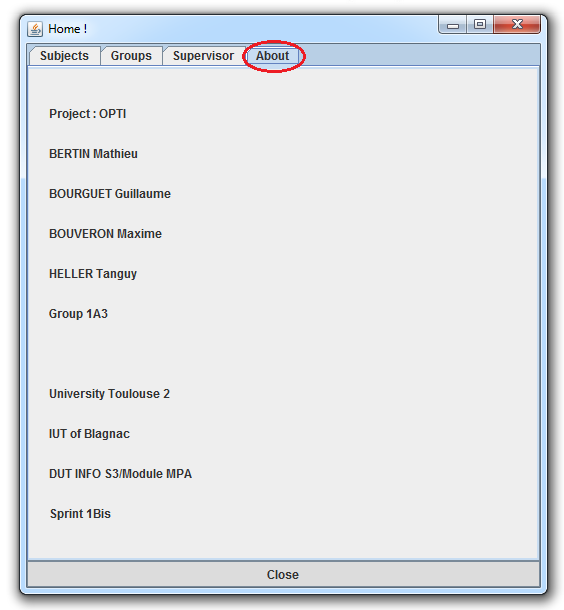 Home !
Subjects Groups Supervisor About
Project : OPTI
BERTIN Mathieu
BOURGUET Guillaume
BOUVERON Maxime
HELLER Tanguy
Group 1A3
University Toulouse 2
IUT of Blagnac
DUT INFO S3/Module MPA
Sprint 1Bis
Close